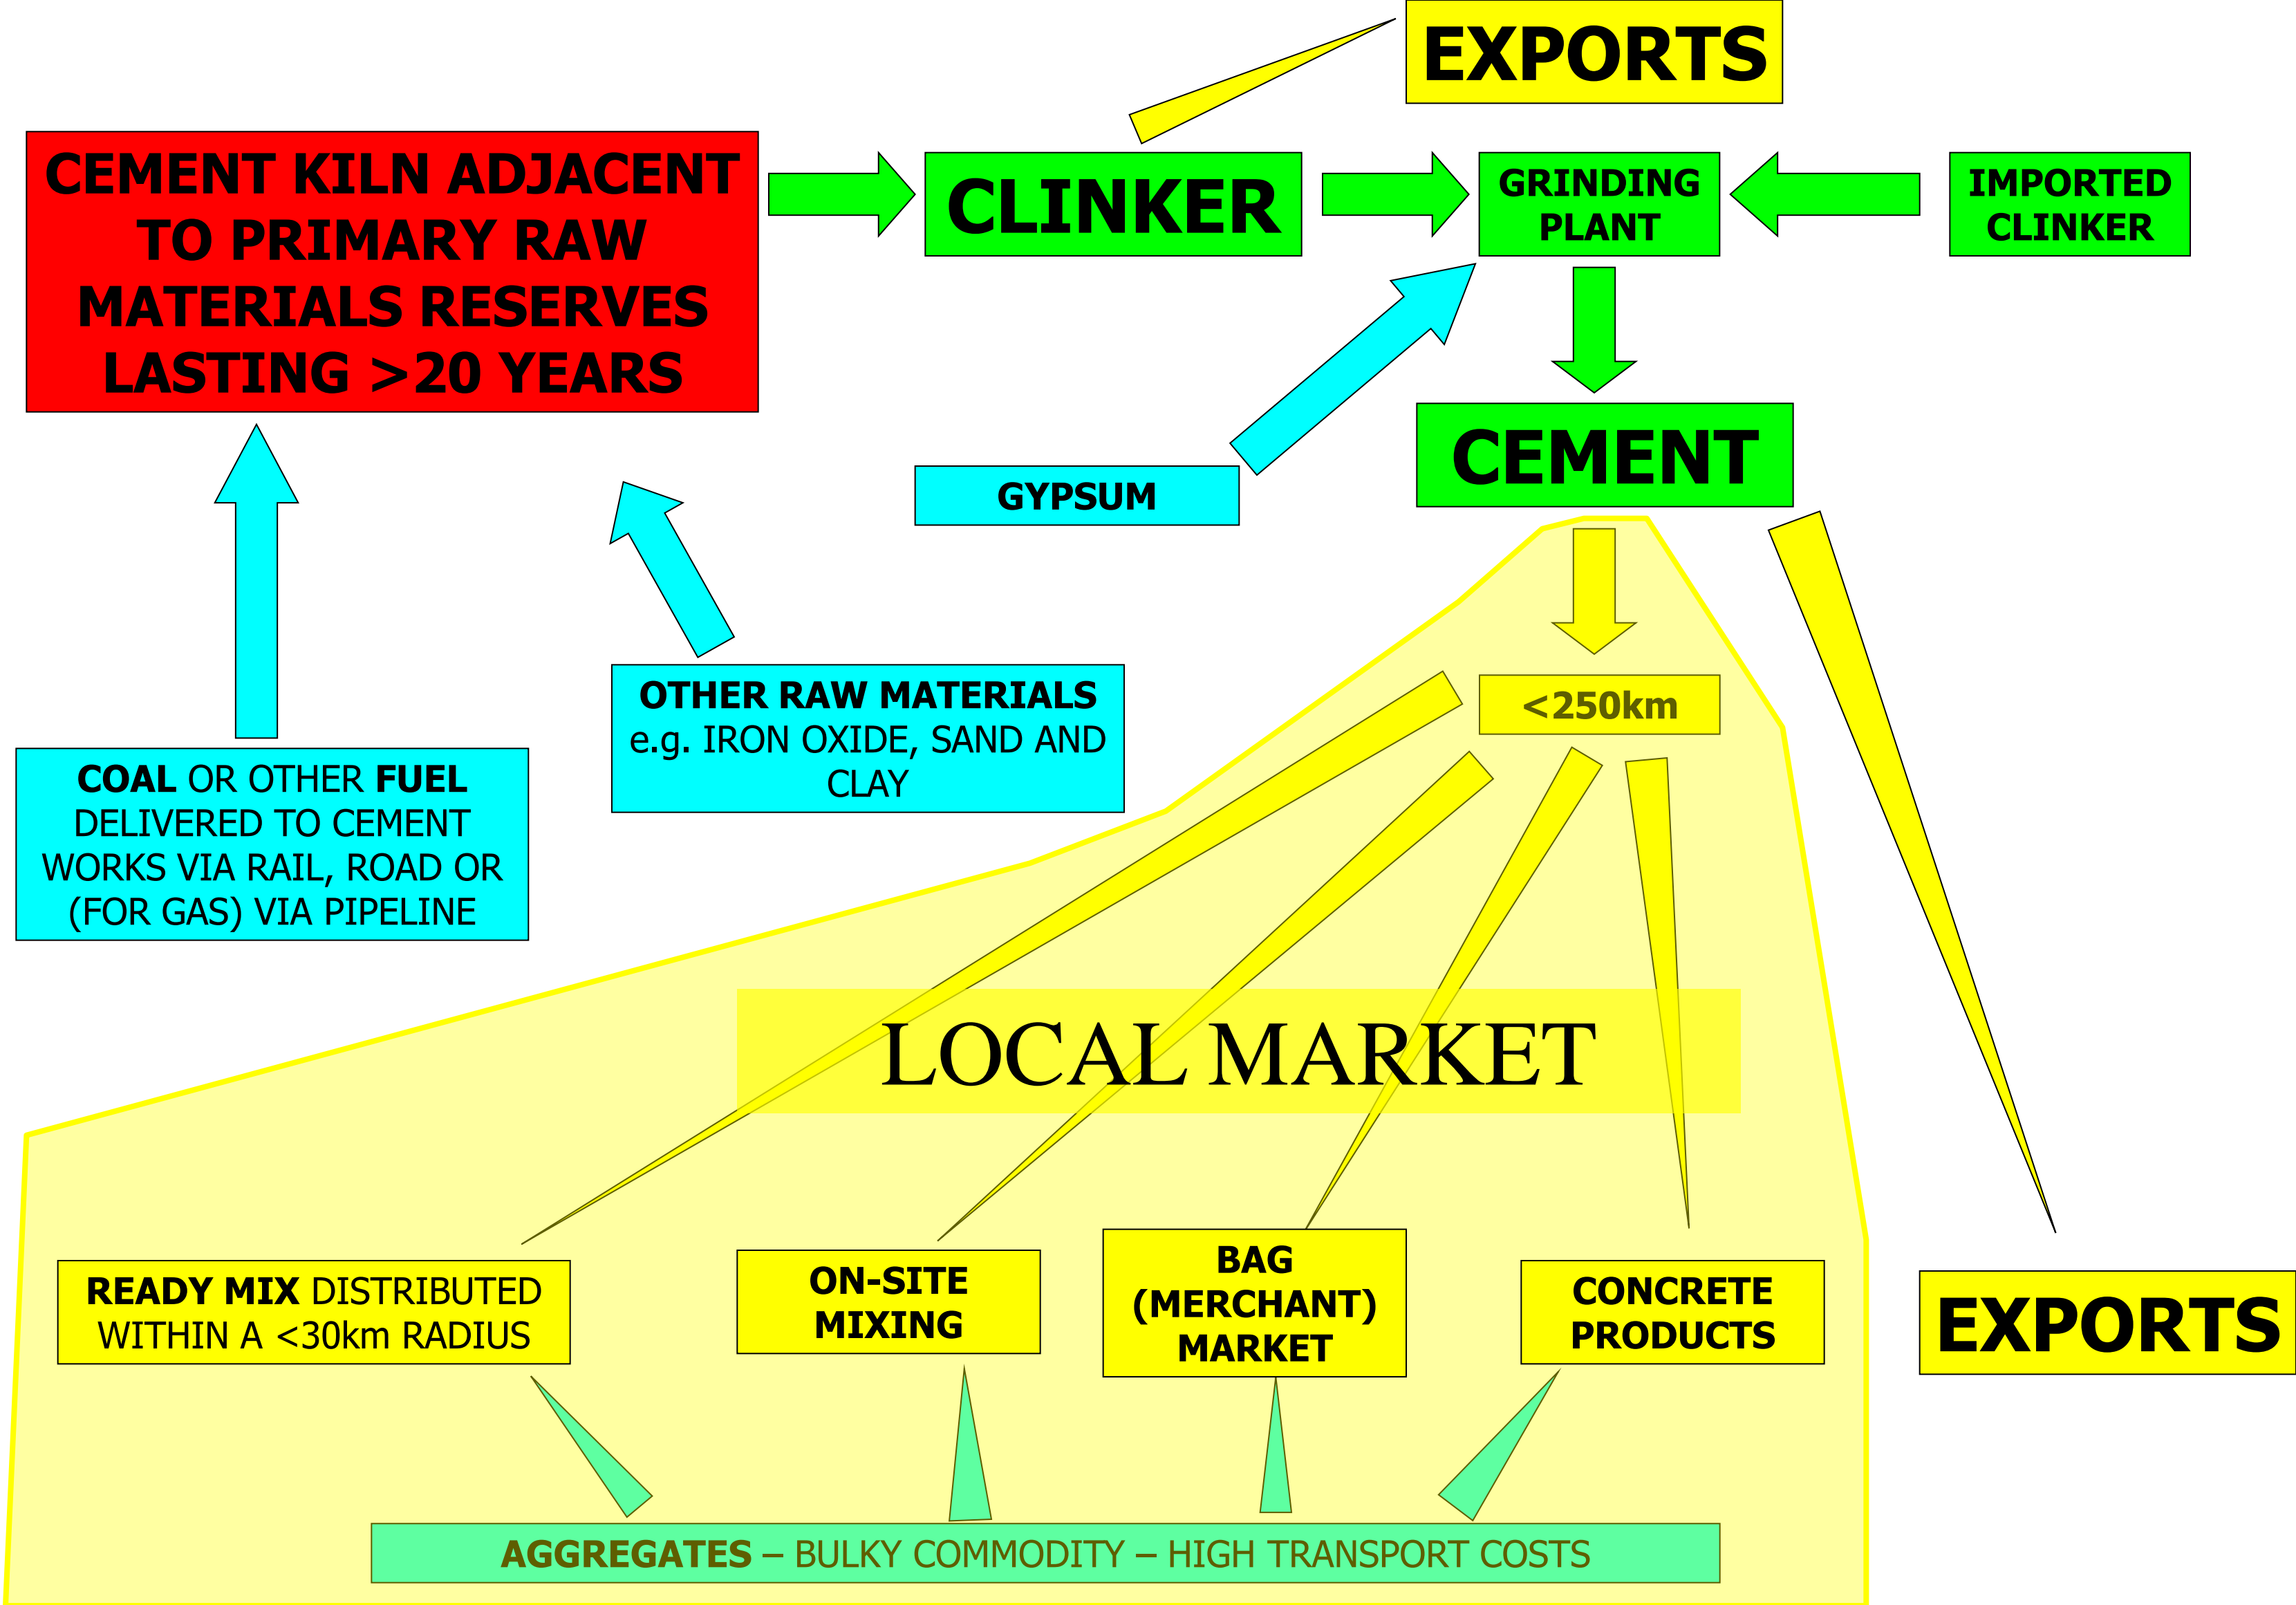 EXPORTS
CEMENT KILN ADJACENT
TO PRIMARY RAW
MATERIALS RESERVES
LASTING >20 YEARS
CLINKER
GRINDING
PLANT
IMPORTED
CLINKER
CEMENT
GYPSUM
<250km
OTHER RAW MATERIALS
e.g. IRON OXIDE, SAND AND
CLAY
COAL OR OTHER FUEL
DELIVERED TO CEMENT
WORKS VIA RAIL, ROAD OR
(FOR GAS) VIA PIPELINE
LOCAL MARKET
READY MIX DISTRIBUTED
WITHIN A <30km RADIUS
ON-SITE
MIXING
BAG
(MERCHANT)
MARKET
CONCRETE
PRODUCTS
EXPORTS
AGGREGATES – BULKY COMMODITY – HIGH TRANSPORT COSTS